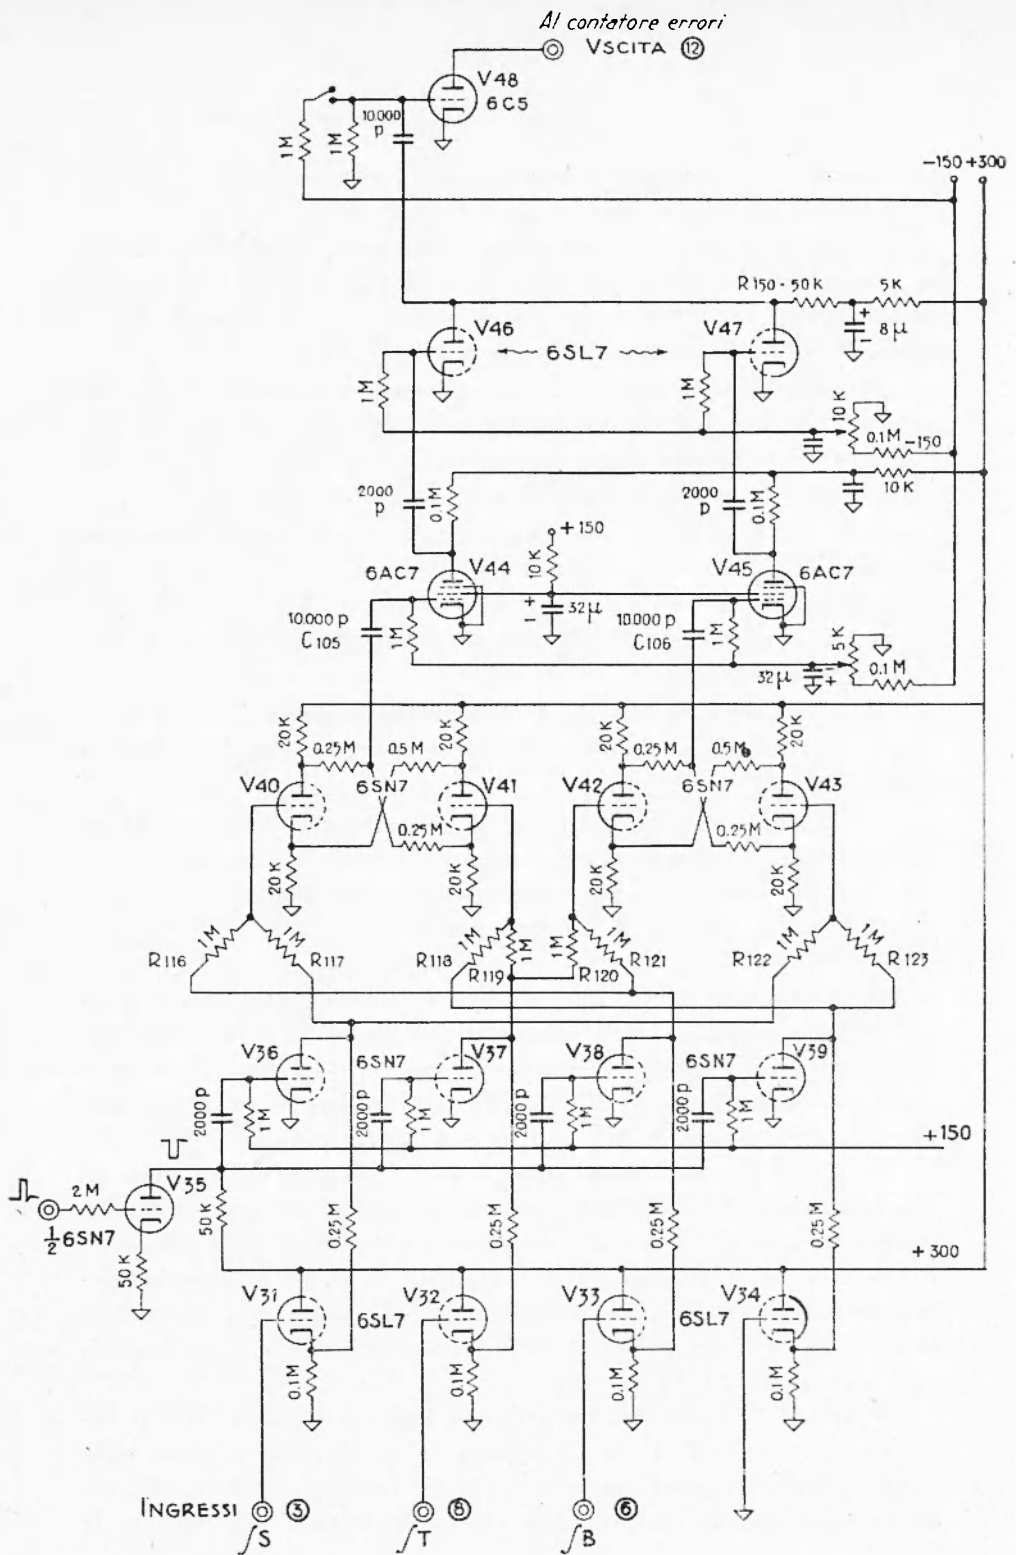 Al contatore errori
VSCITA ⑫
V48
6C5
10.000 p
1M
1M
-150 +300
R150 - 50K
5K
8µ
V46
6SL7
V47
1M
1M
10K
0.1M
-150
10K
2000 p
0.1M
2000 p
0.1M
+150
10K
6AC7
V44
V45
6AC7
32µ
10.000p
C105
1M
10.000p
C106
1M
5K
0.1M
32µ
20K
0.25M
0.5M
20K
20K
0.25M
0.5M
20K
V40
6SN7
V41
V42
6SN7
V43
0.25M
0.25M
20K
20K
20K
20K
1M
1M
1M
1M
1M
1M
1M
1M
R116
R117
R118
R119
R120
R121
R122
R123
V36
6SN7
V37
V38
6SN7
V39
2000p
1M
2000p
1M
2000p
1M
2000p
1M
+150
V35
2M
½ 6SN7
50K
50K
0.25M
0.25M
0.25M
0.25M
+300
V31
6SL7
V32
V33
6SL7
V34
0.1M
0.1M
0.1M
0.1M
INGRESSI
③
⑥
∫S
∫T
∫B